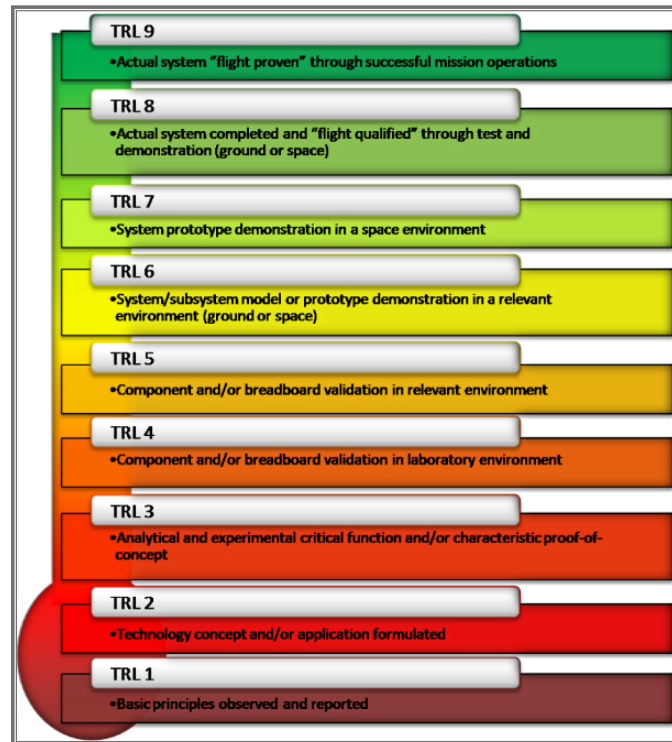 TRL 9
•Actual system “flight proven” through successful mission operations
TRL 8
•Actual system completed and “flight qualified” through test and
demonstration (ground or space)
TRL 7
•System prototype demonstration in a space environment
TRL 6
•System/subsystem model or prototype demonstration in a relevant
environment (ground or space)
TRL 5
•Component and/or breadboard validation in relevant environment
TRL 4
•Component and/or breadboard validation in laboratory environment
TRL 3
•Analytical and experimental critical function and/or characteristic proof-of-
concept
TRL 2
•Technology concept and/or application formulated
TRL 1
•Basic principles observed and reported